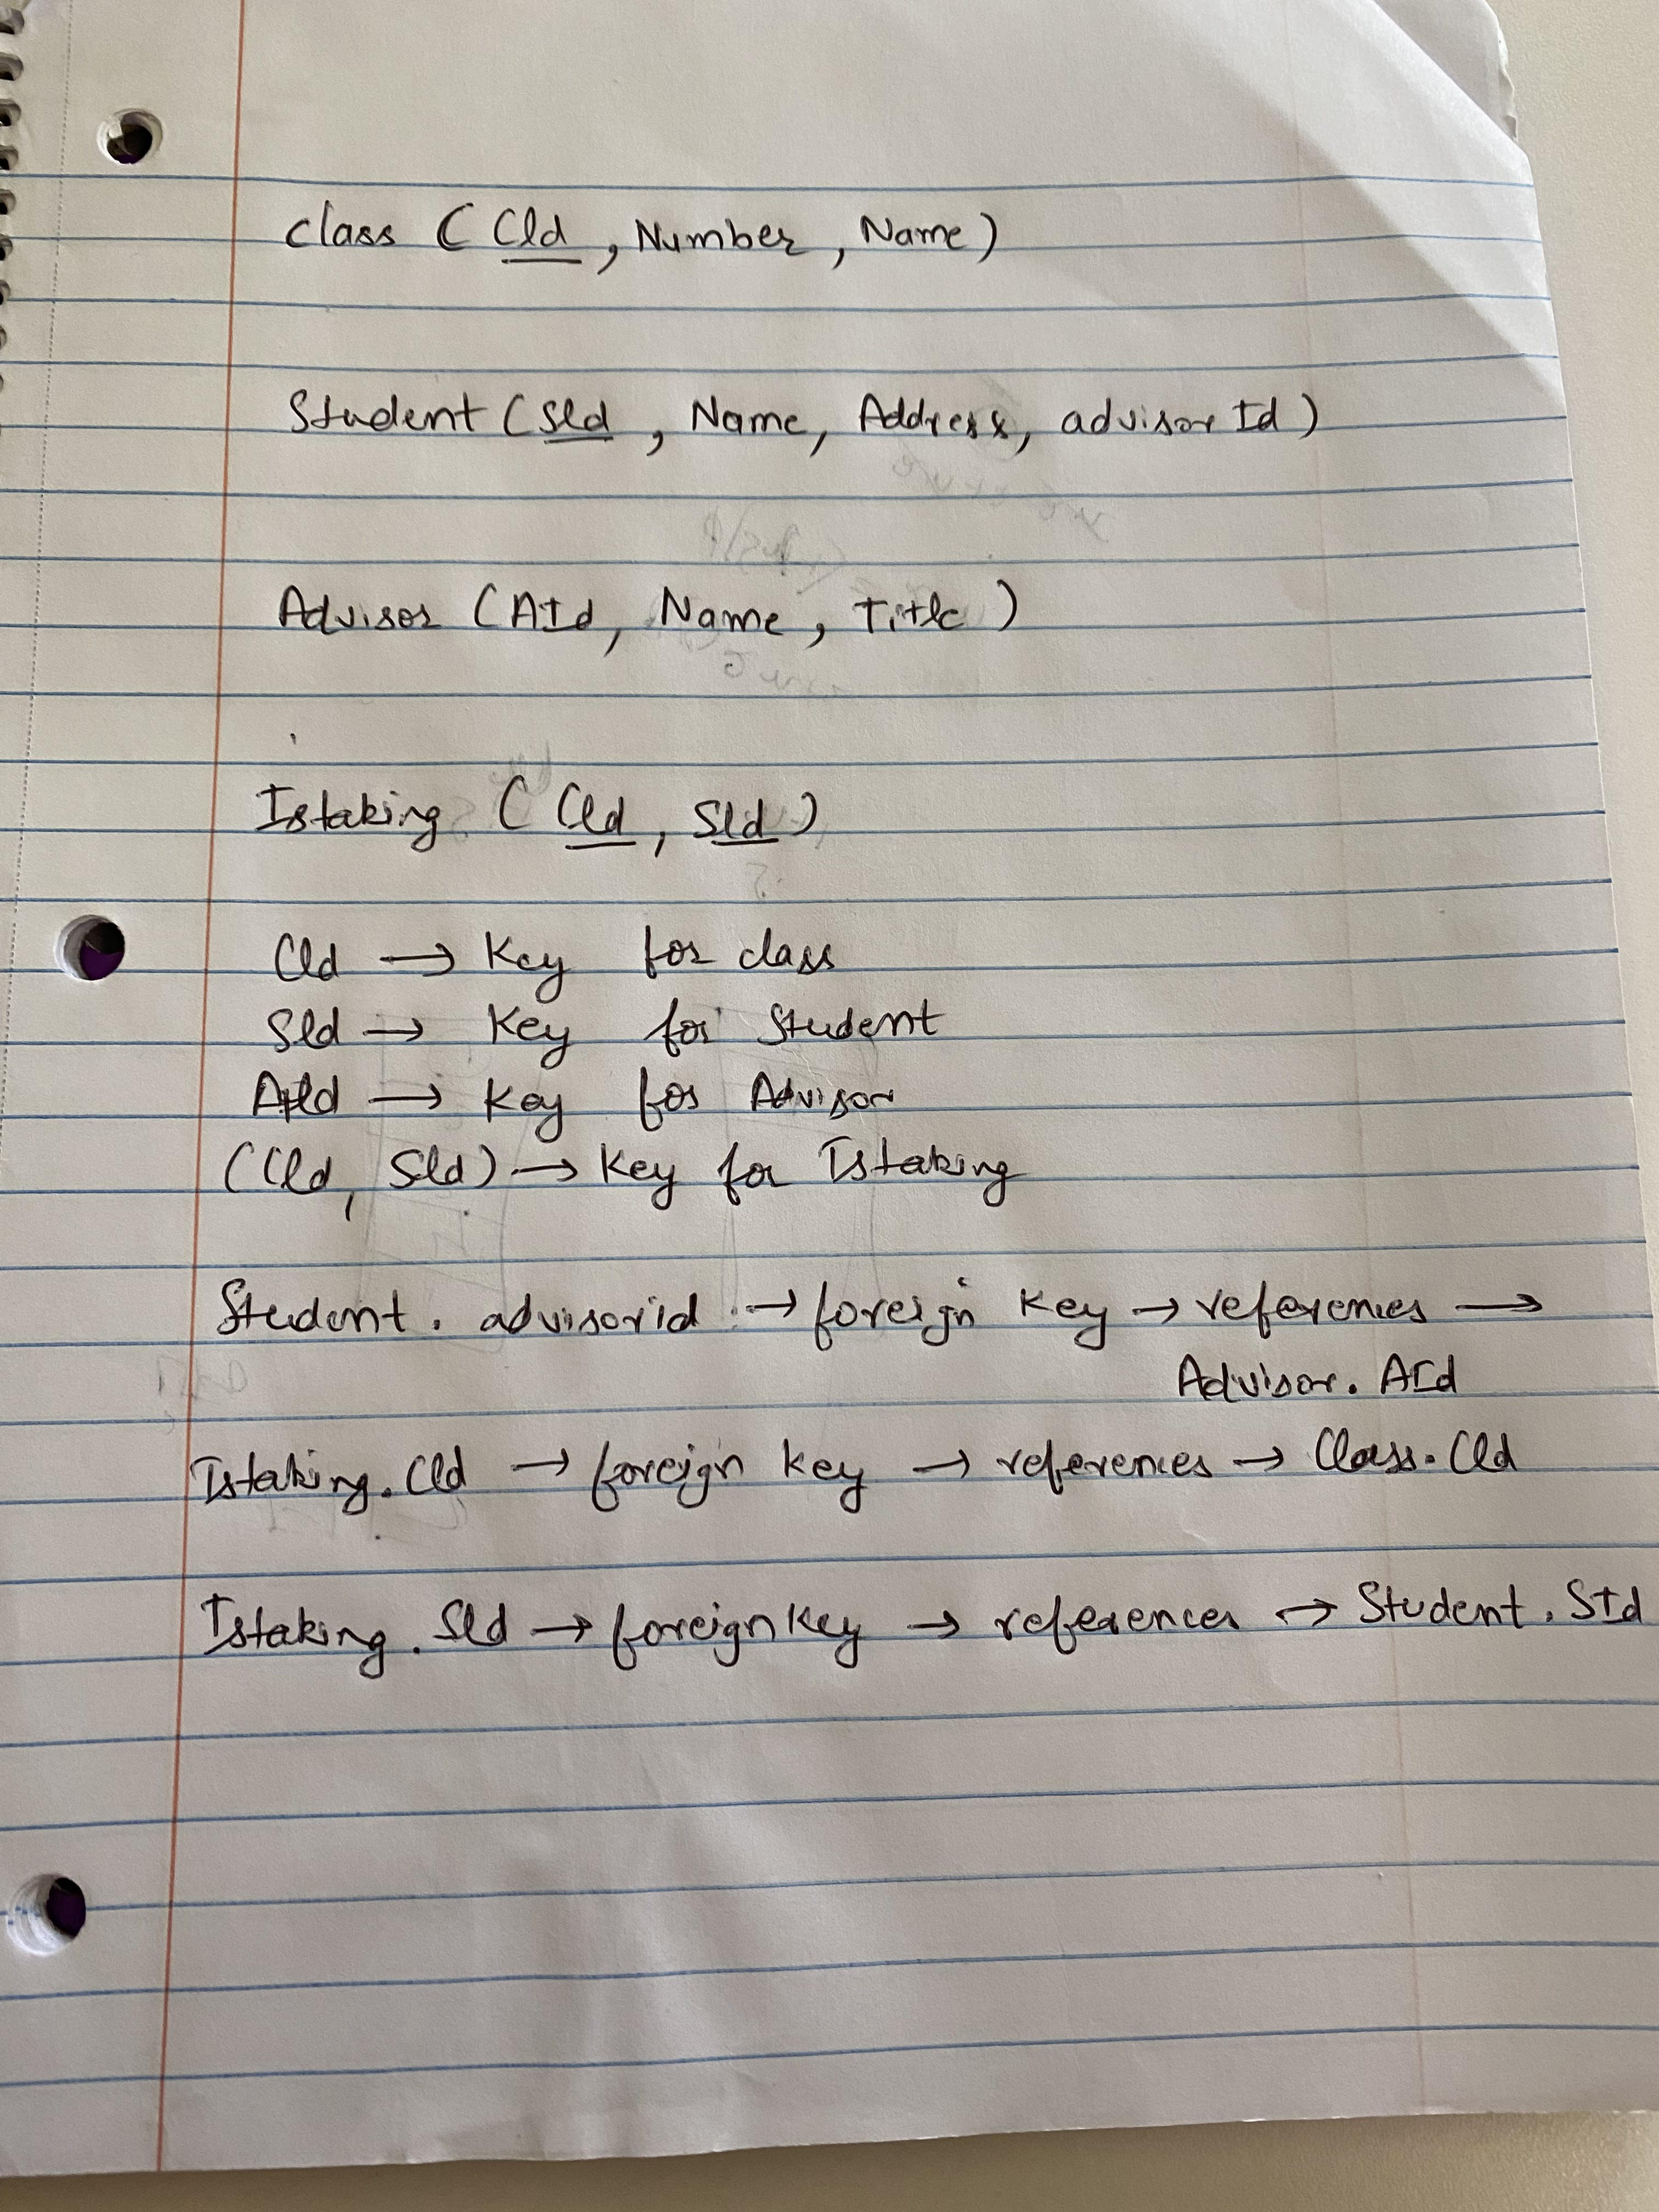 class ( CId , Number , Name )
Student ( SId , Name, Address, advisor Id )
Advisor ( AId, Name , Title )
Istaking ( CId , SId )
CId → Key for class
SId → Key for Student
AId → Key for Advisor
(CId, SId) → Key for Istaking
Student . advisorid → foreign Key → references →
Advisor. AId
Istaking. CId → foreign key → references → Class. CId
Istaking . SId → foreign key → references → Student . SId